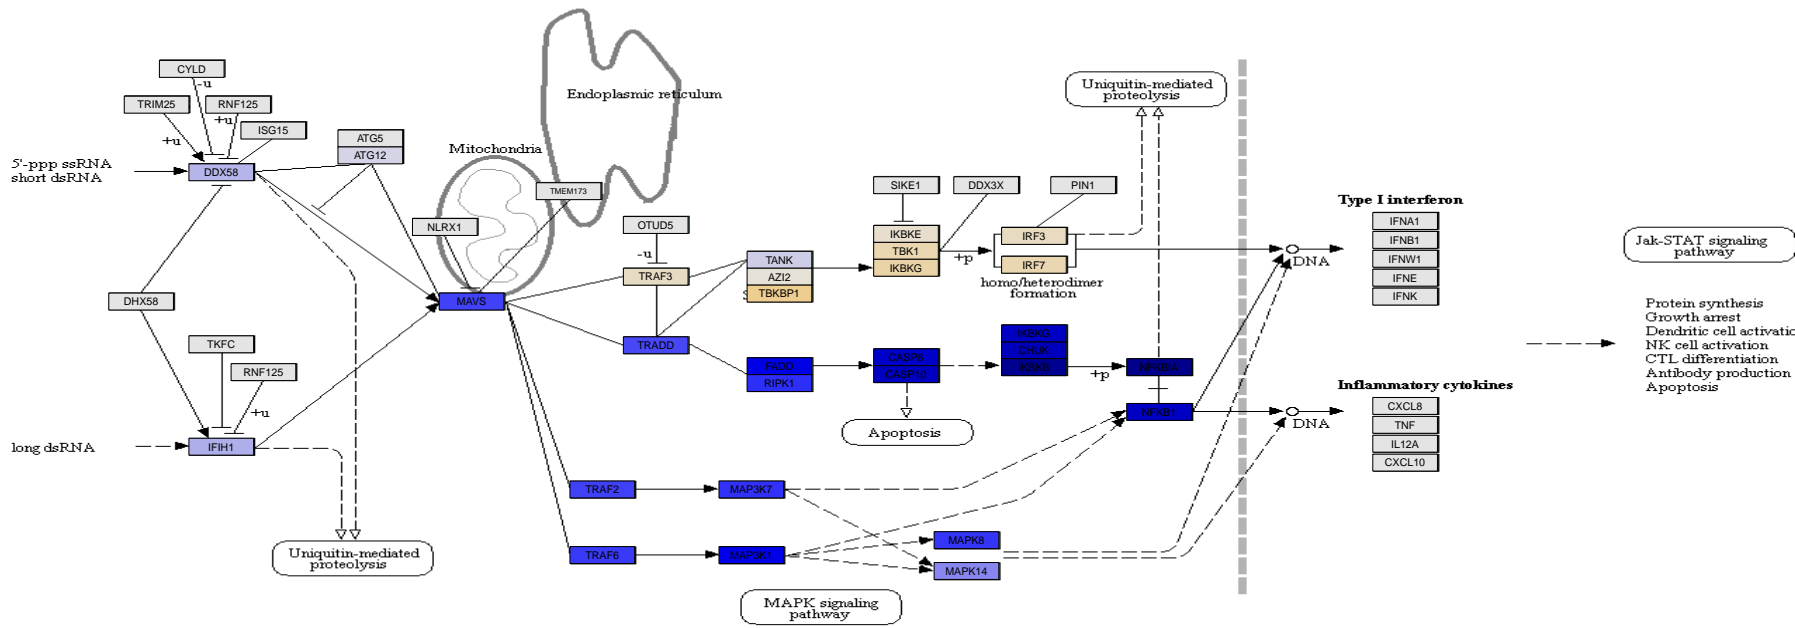 CYLD
-u
TRIM25
RNF125
+u
+u
ISG15
5'-ppp ssRNA
short dsRNA
DDX58
ATG5
ATG12
DHX58
TKFC
RNF125
+u
long dsRNA
IFIH1
Uniquitin-mediated
proteolysis
Endoplasmic reticulum
Mitochondria
TMEM173
NLRX1
MAVS
OTUD5
-u
TRAF3
TRADD
TANK
AZI2
TBKBP1
FADD
RIPK1
TRAF2
MAP3K7
TRAF6
MAP3K1
MAPK8
MAPK14
MAPK signaling
pathway
SIKE1
DDX3X
PIN1
IKBKE
TBK1
IKBKG
+p
IRF3
IRF7
homo/heterodimer
formation
CASP8
CASP10
Apoptosis
IKBKG
CHUK
IKBKB
+p
NFKBIA
NFKB1
Uniquitin-mediated
proteolysis
DNA
DNA
Type I interferon
IFNA1
IFNB1
IFNW1
IFNE
IFNK
Inflammatory cytokines
CXCL8
TNF
IL12A
CXCL10
Jak-STAT signaling
pathway
Protein synthesis
Growth arrest
Dendritic cell activatio
NK cell activation
CTL differentiation
Antibody production
Apoptosis